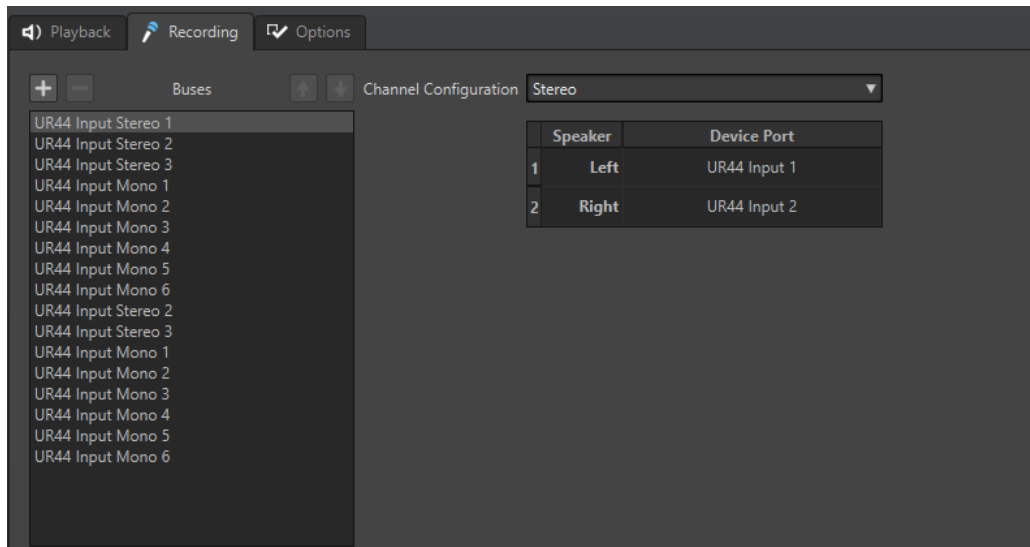 Playback Recording Options
Buses Channel Configuration Stereo
UR44 Input Stereo 1
UR44 Input Stereo 2
UR44 Input Stereo 3
UR44 Input Mono 1
UR44 Input Mono 2
UR44 Input Mono 3
UR44 Input Mono 4
UR44 Input Mono 5
UR44 Input Mono 6
UR44 Input Stereo 2
UR44 Input Stereo 3
UR44 Input Mono 1
UR44 Input Mono 2
UR44 Input Mono 3
UR44 Input Mono 4
UR44 Input Mono 5
UR44 Input Mono 6
Speaker Device Port
1 Left UR44 Input 1
2 Right UR44 Input 2